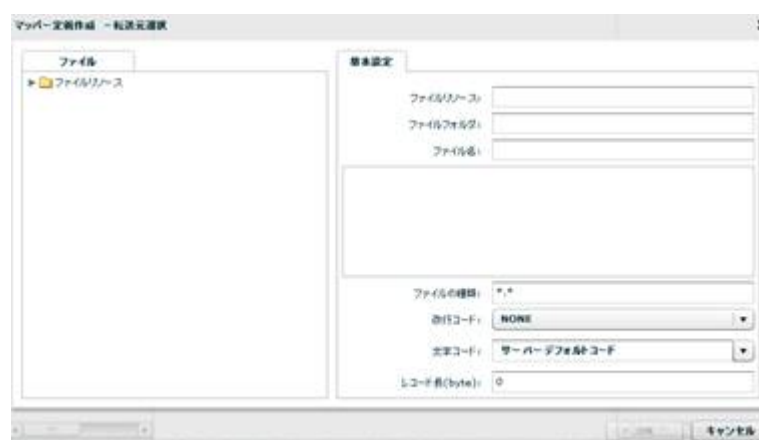 マッパー定義作成 －転送元選択
ファイル
ファイルリソース
基本設定
ファイルリソース:
ファイルフォルダ:
ファイル名:
ファイルの種類: *.*
改行コード: NONE
文字コード: サーバーデフォルトコード
レコード長(byte): 0
キャンセル